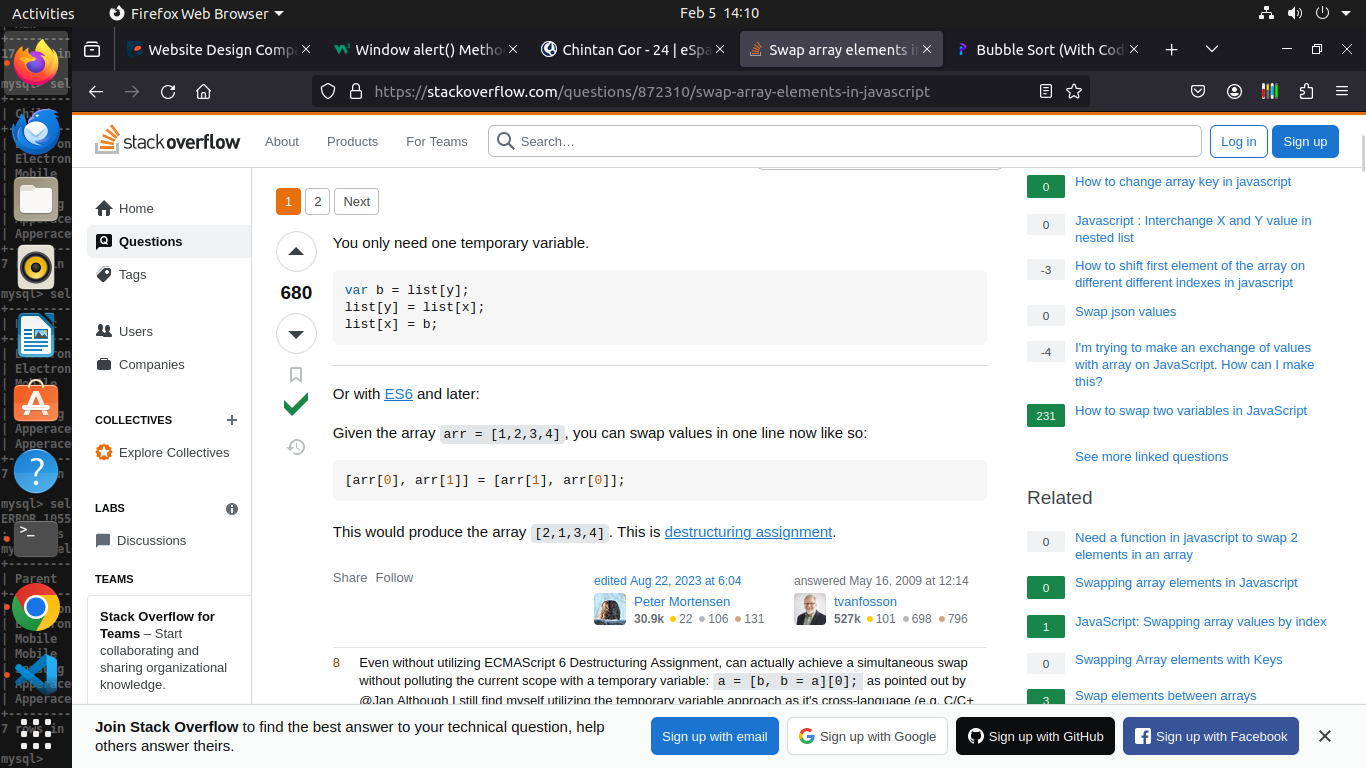 Activities
Firefox Web Browser
Feb 5 14:10
Website Design Comp
Window alert() Metho
Chintan Gor - 24 | eSpa
Swap array elements i
Bubble Sort (With Cod
https://stackoverflow.com/questions/872310/swap-array-elements-in-javascript
stack overflow
About
Products
For Teams
Search…
Log in
Sign up
Home
Questions
Tags
Users
Companies
COLLECTIVES
Explore Collectives
LABS
Discussions
TEAMS
Stack Overflow for
Teams – Start
collaborating and
sharing organizational
knowledge.
1 2 Next
680
You only need one temporary variable.
var b = list[y];
list[y] = list[x];
list[x] = b;
Or with ES6 and later:
Given the array arr = [1,2,3,4], you can swap values in one line now like so:
[arr[0], arr[1]] = [arr[1], arr[0]];
This would produce the array [2,1,3,4]. This is destructuring assignment.
Share Follow
edited Aug 22, 2023 at 6:04
Peter Mortensen
30.9k 22 106 131
answered May 16, 2009 at 12:14
tvanfosson
527k 101 698 796
8 Even without utilizing ECMAScript 6 Destructuring Assignment, can actually achieve a simultaneous swap
without polluting the current scope with a temporary variable: a = [b, b = a][0]; as pointed out by
@Jan Although I still find myself utilizing the temporary variable approach as it's cross-language (e.g. C/C+
0 How to change array key in javascript
0 Javascript : Interchange X and Y value in
nested list
-3 How to shift first element of the array on
different different indexes in javascript
0 Swap json values
-4 I'm trying to make an exchange of values
with array on JavaScript. How can I make
this?
231 How to swap two variables in JavaScript
See more linked questions
Related
0 Need a function in javascript to swap 2
elements in an array
0 Swapping array elements in Javascript
1 JavaScript: Swapping array values by index
0 Swapping Array elements with Keys
3 Swap elements between arrays
Join Stack Overflow to find the best answer to your technical question, help
others answer theirs.
Sign up with email
Sign up with Google
Sign up with GitHub
Sign up with Facebook